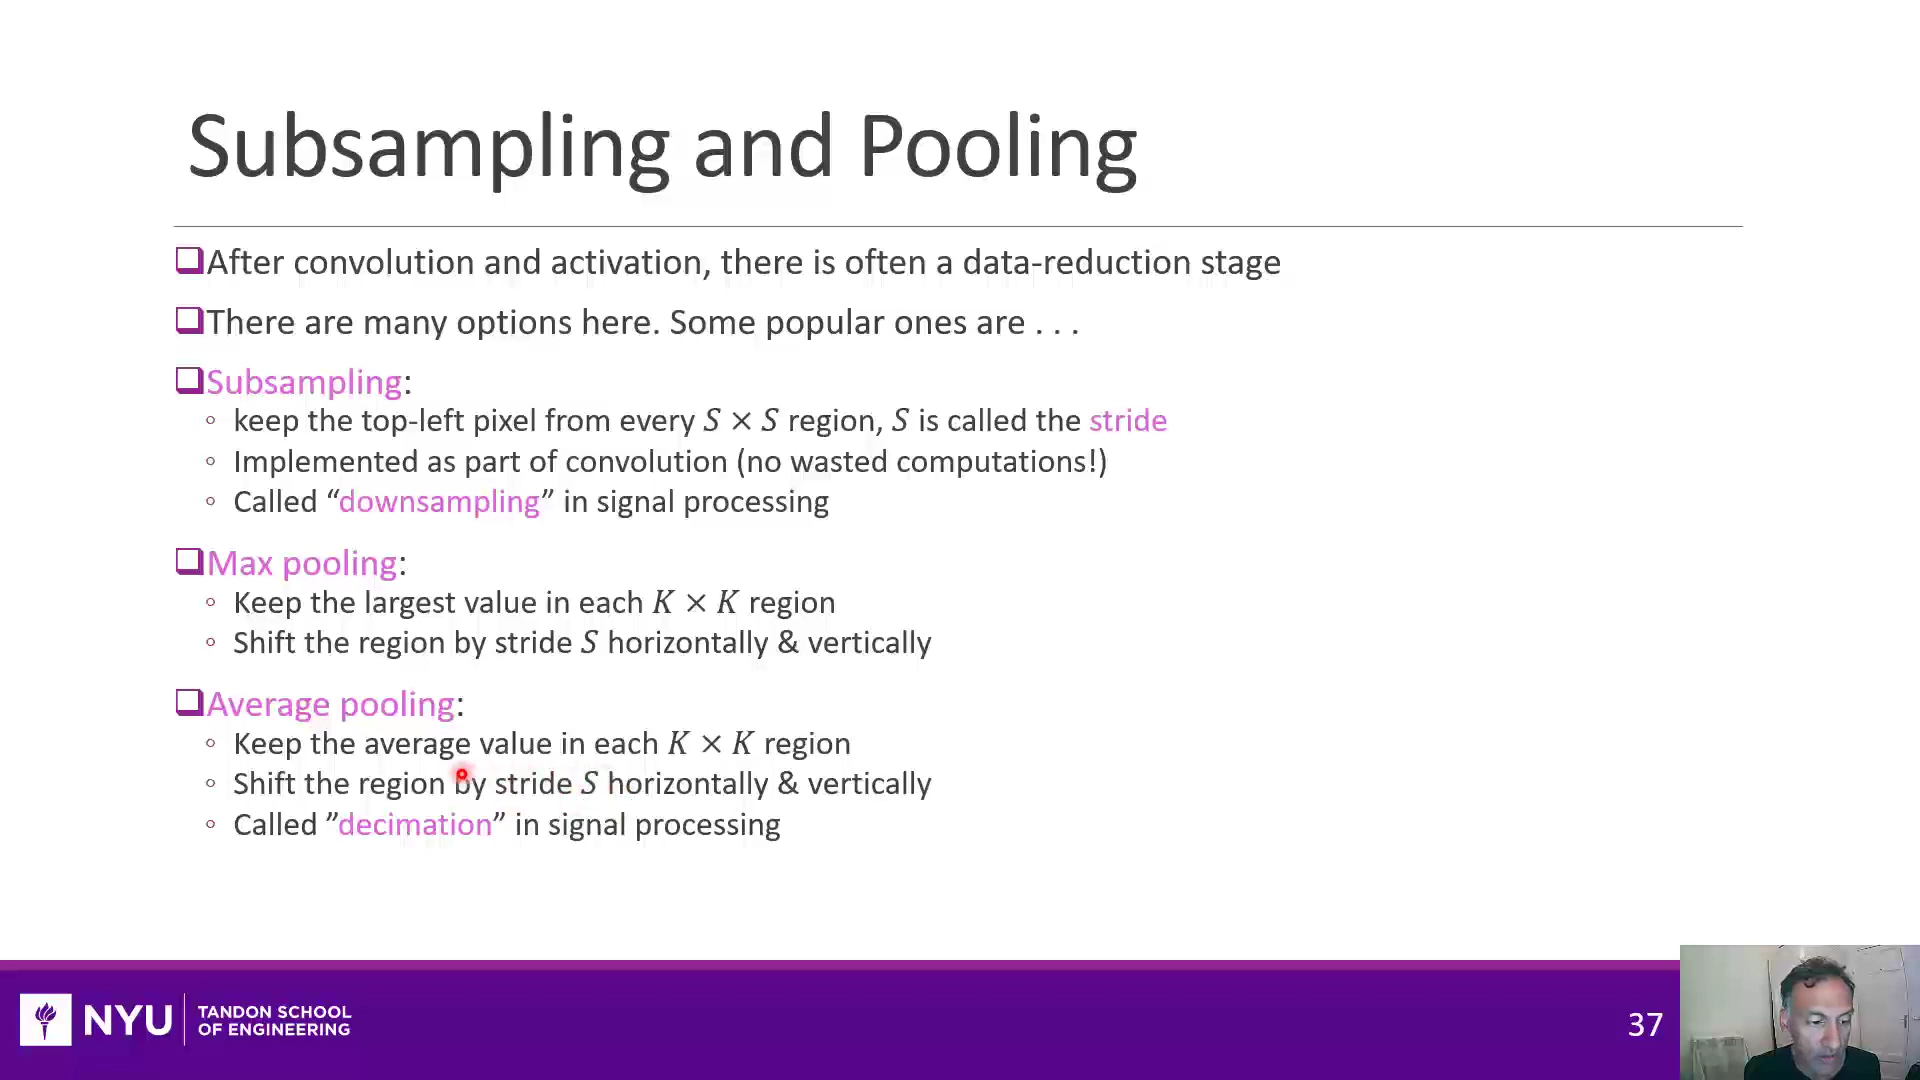 Subsampling and Pooling
After convolution and activation, there is often a data-reduction stage
There are many options here. Some popular ones are . . .
Subsampling:
keep the top-left pixel from every S × S region, S is called the stride
Implemented as part of convolution (no wasted computations!)
Called “downsampling” in signal processing
Max pooling:
Keep the largest value in each K × K region
Shift the region by stride S horizontally & vertically
Average pooling:
Keep the average value in each K × K region
Shift the region by stride S horizontally & vertically
Called ”decimation” in signal processing
NYU
TANDON SCHOOL
OF ENGINEERING
37